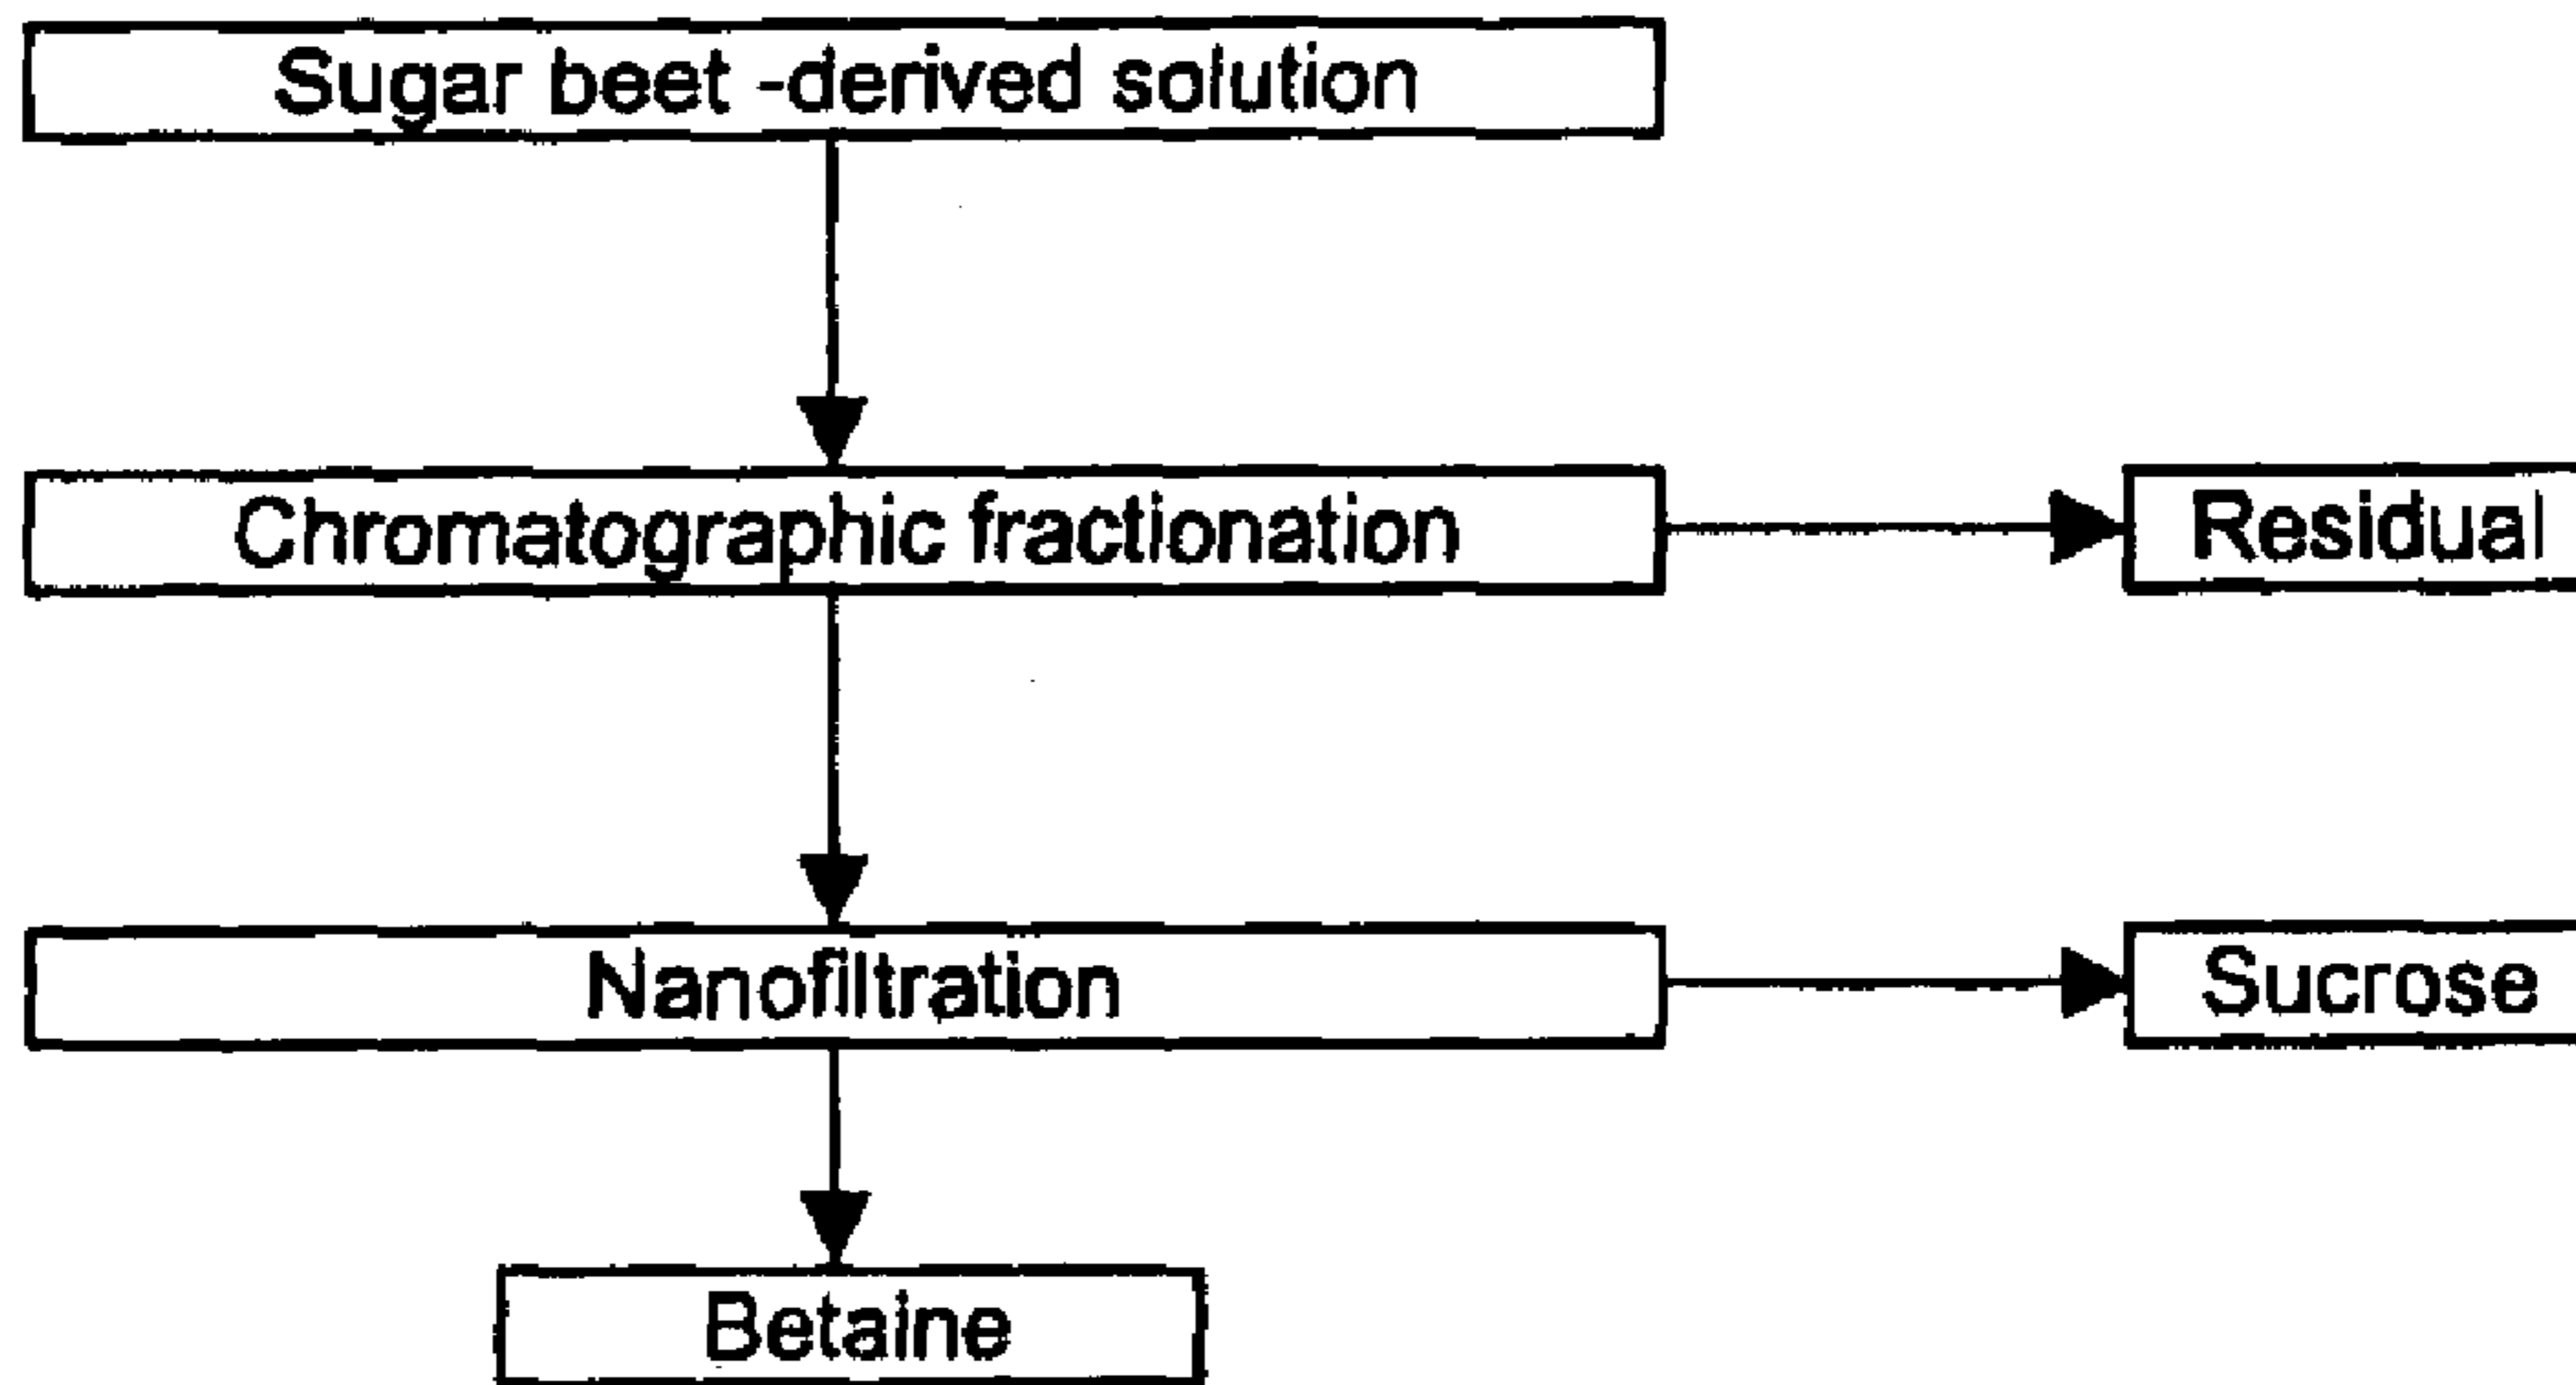 Sugar beet -derived solution
Chromatographic fractionation
Residual
Nanofiltration
Sucrose
Betaine